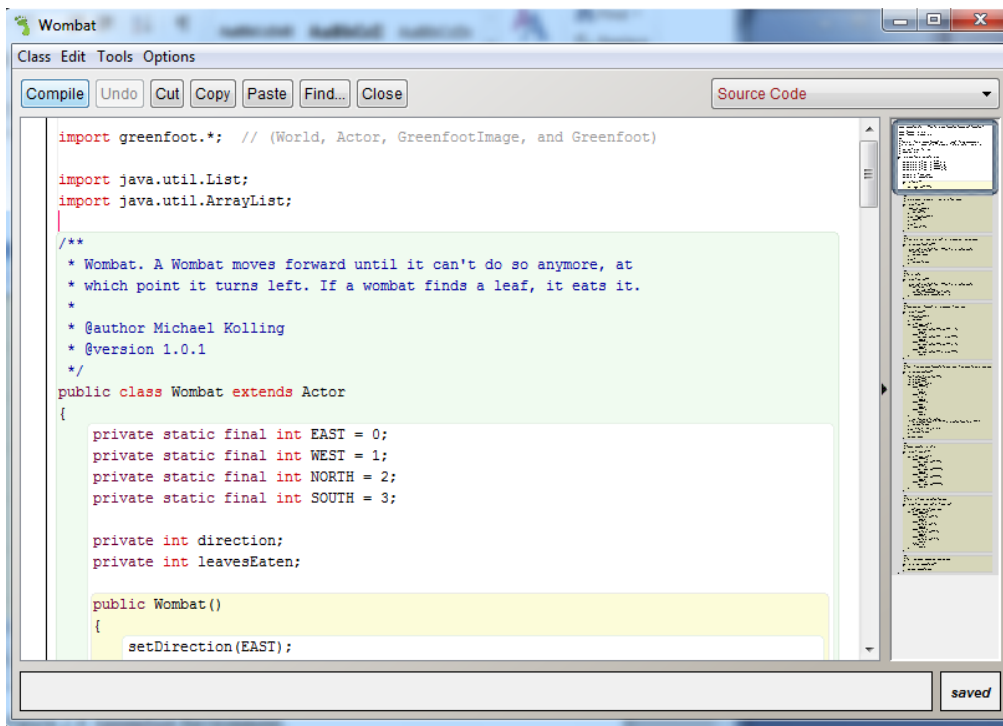 Wombat
Class Edit Tools Options
Compile Undo Cut Copy Paste Find... Close Source Code
import greenfoot.*;  // (World, Actor, GreenfootImage, and Greenfoot)
import java.util.List;
import java.util.ArrayList;
/**
 * Wombat. A Wombat moves forward until it can't do so anymore, at
 * which point it turns left. If a wombat finds a leaf, it eats it.
 *
 * @author Michael Kolling
 * @version 1.0.1
 */
public class Wombat extends Actor
{
    private static final int EAST = 0;
    private static final int WEST = 1;
    private static final int NORTH = 2;
    private static final int SOUTH = 3;
    private int direction;
    private int leavesEaten;
    public Wombat()
    {
        setDirection(EAST);
saved